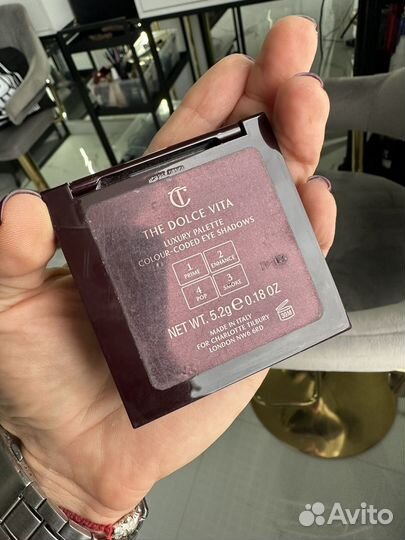 CT
THE DOLCE VITA
LUXURY PALETTE
COLOUR-CODED EYE SHADOWS
1 2
PRIME ENHANCE
4 3
POP SMOKE
NET WT. 5.2g e 0.18 OZ
MADE IN ITALY
FOR CHARLOTTE TILBURY
LONDON NW6 6RD
30M
Avito